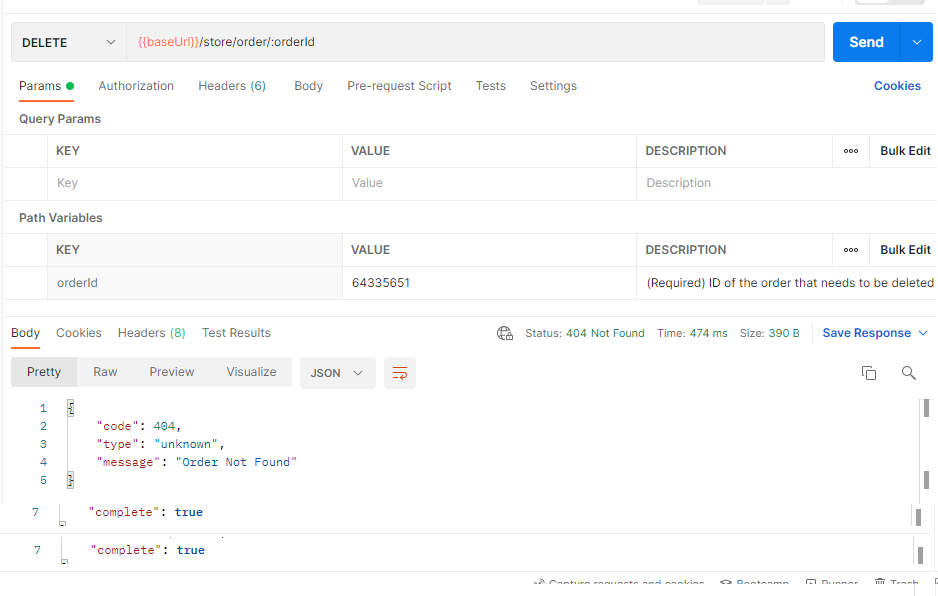 DELETE {{baseUrl}}/store/order/:orderId Send
Params Authorization Headers (6) Body Pre-request Script Tests Settings Cookies
Query Params
KEY VALUE DESCRIPTION ooo Bulk Edit
Key Value Description
Path Variables
KEY VALUE DESCRIPTION ooo Bulk Edit
orderId 64335651 (Required) ID of the order that needs to be deleted
Body Cookies Headers (8) Test Results Status: 404 Not Found Time: 474 ms Size: 390 B Save Response
Pretty Raw Preview Visualize JSON
1 {
2 "code": 404,
3 "type": "unknown",
4 "message": "Order Not Found"
5 }
7 "complete": true
7 "complete": true
Capture requests and cookies Bootcamp Runner Trash